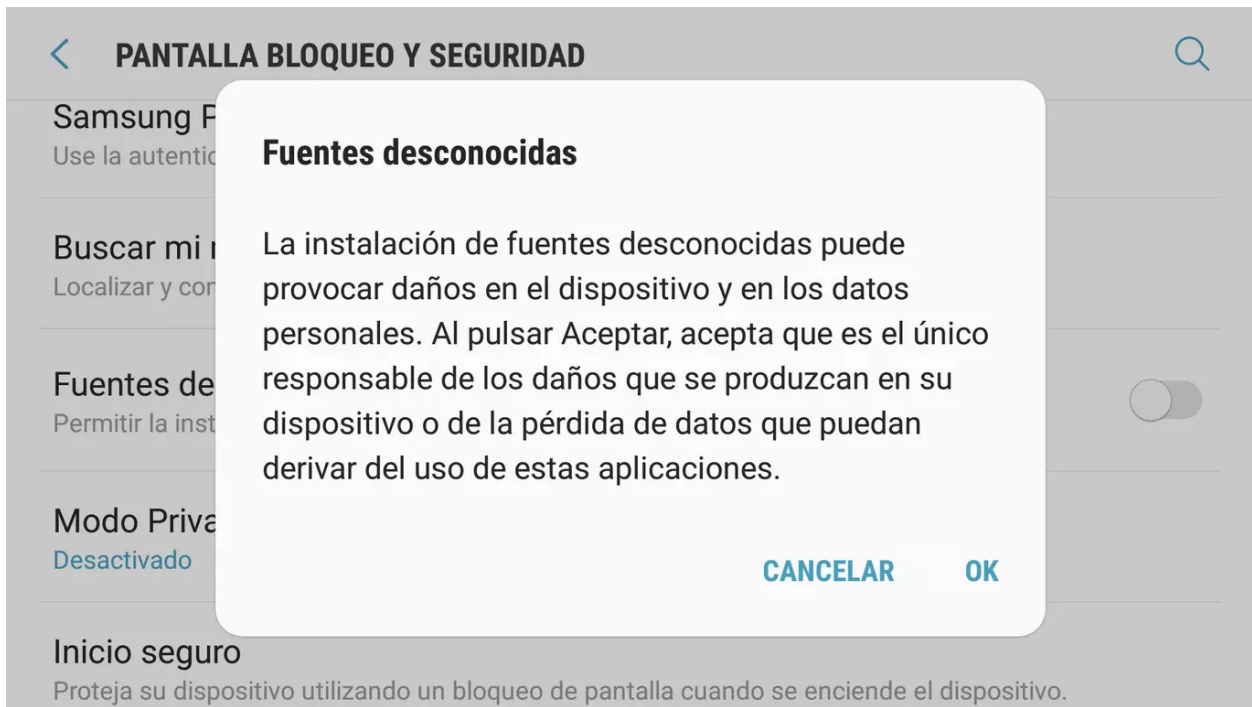 PANTALLA BLOQUEO Y SEGURIDAD
Samsung
Use la
Buscar mi
Localizar y
Fuentes desconocidas
La instalación de fuentes desconocidas puede
provocar daños en el dispositivo y en los datos
personales. Al pulsar Aceptar, acepta que es el único
responsable de los daños que se produzcan en su
dispositivo o de la pérdida de datos que puedan
derivar del uso de estas aplicaciones.
CANCELAR OK
Fuentes de
Permitir la inst
Modo Priva
Desactivado
Inicio seguro
Proteja su dispositivo utilizando un bloqueo de pantalla cuando se enciende el dispositivo.